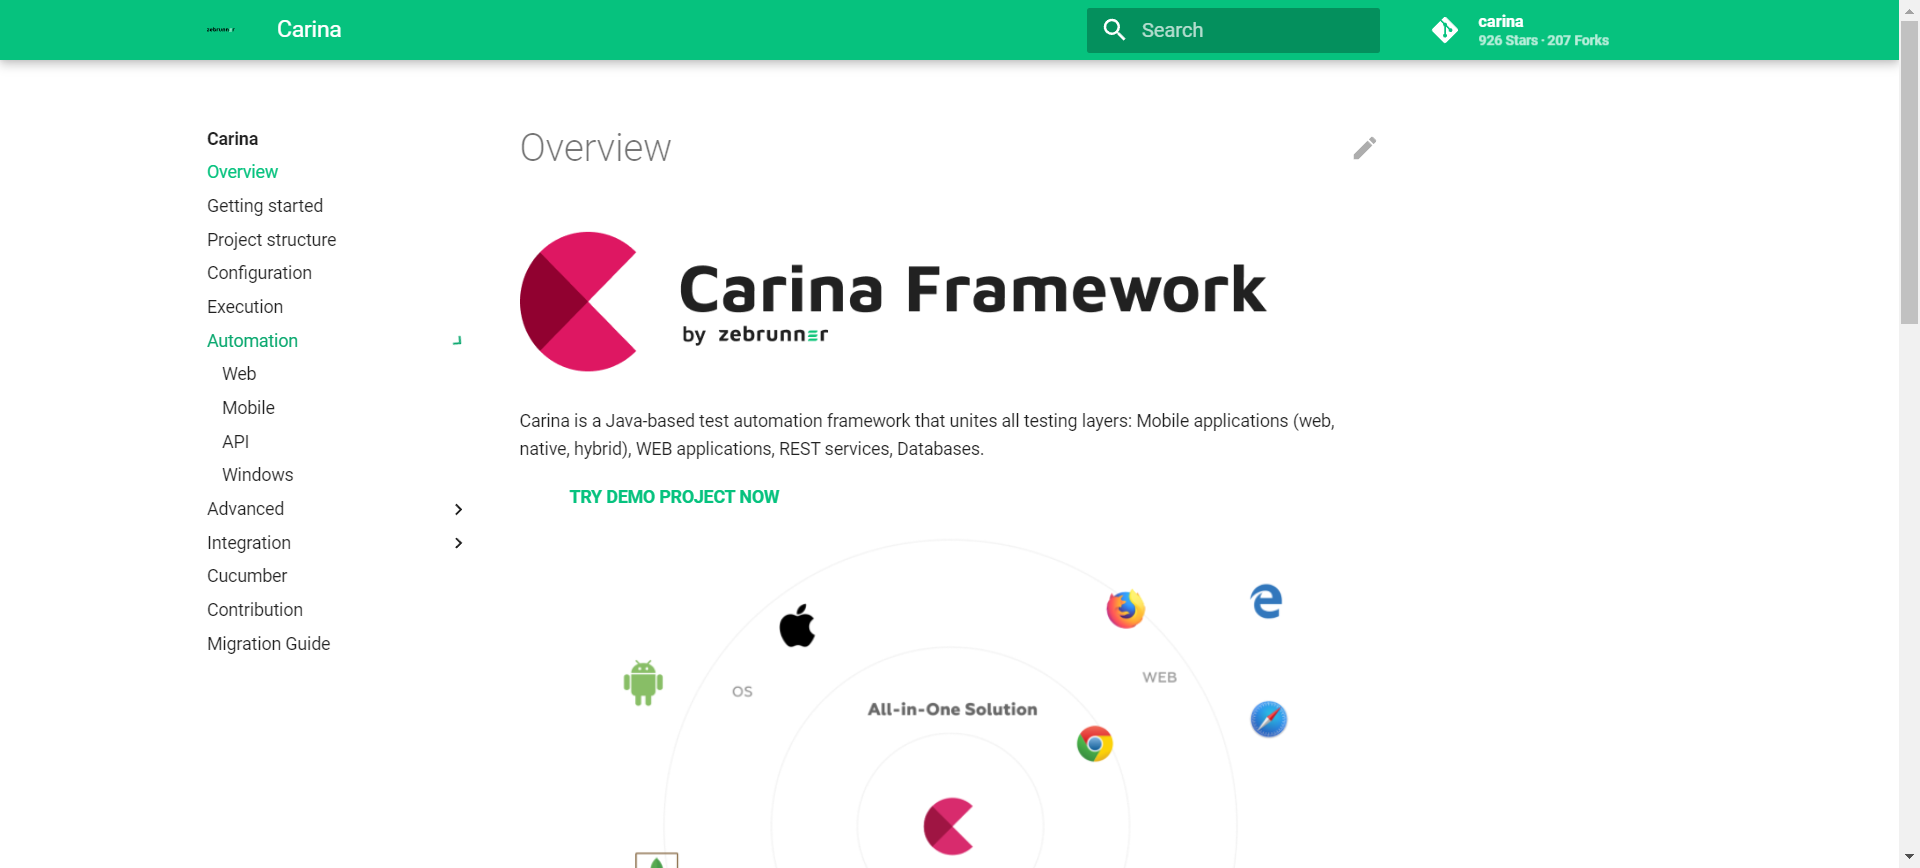 zebrunner
Carina
Search
carina
926 Stars · 207 Forks
Carina
Overview
Getting started
Project structure
Configuration
Execution
Automation
Web
Mobile
API
Windows
Advanced
Integration
Cucumber
Contribution
Migration Guide
Overview
Carina Framework
by zebrunner
Carina is a Java-based test automation framework that unites all testing layers: Mobile applications (web,
native, hybrid), WEB applications, REST services, Databases.
TRY DEMO PROJECT NOW
OS
WEB
All-in-One Solution